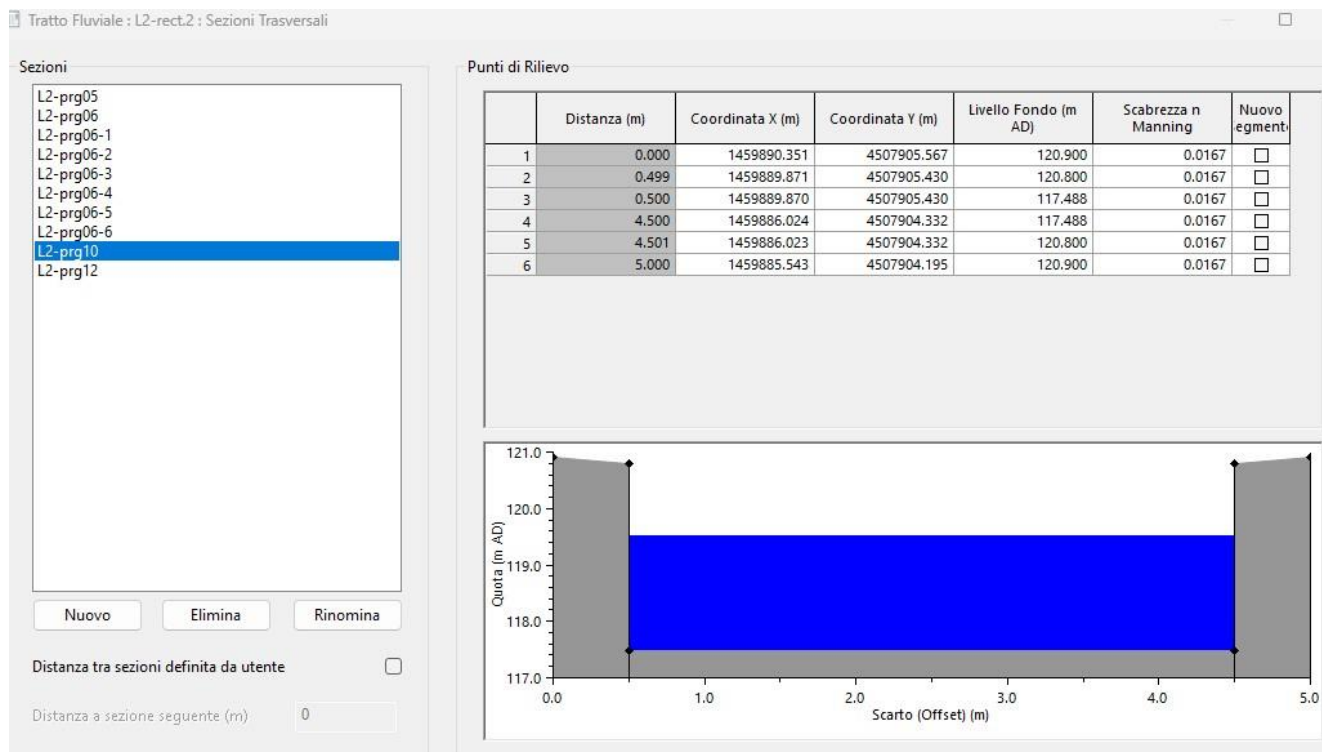 Tratto Fluviale : L2-rect.2 : Sezioni Trasversali
Sezioni
L2-prg05
L2-prg06
L2-prg06-1
L2-prg06-2
L2-prg06-3
L2-prg06-4
L2-prg06-5
L2-prg06-6
L2-prg10
L2-prg12
Nuovo Elimina Rinomina
Distanza tra sezioni definita da utente
Distanza a sezione seguente (m) 0
Punti di Rilievo
Distanza (m) Coordinata X (m) Coordinata Y (m) Livello Fondo (m AD) Scabrezza n Manning Nuovo egment
1 0.000 1459890.351 4507905.567 120.900 0.0167
2 0.499 1459889.871 4507905.430 120.800 0.0167
3 0.500 1459889.870 4507905.430 117.488 0.0167
4 4.500 1459886.024 4507904.332 117.488 0.0167
5 4.501 1459886.023 4507904.332 120.800 0.0167
6 5.000 1459885.543 4507904.195 120.900 0.0167
Quota (m AD)
121.0
120.0
119.0
118.0
117.0
0.0 1.0 2.0 3.0 4.0 5.0
Scarto (Offset) (m)